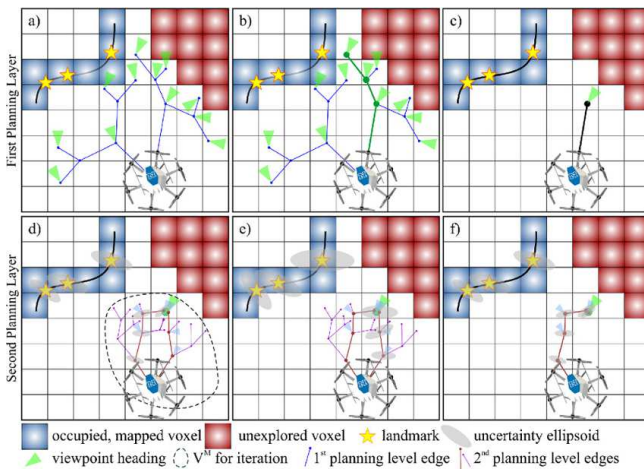 First Planning Layer
a)
b)
c)
Second Planning Layer
d)
e)
f)
occupied, mapped voxel
unexplored voxel
landmark
uncertainty ellipsoid
viewpoint heading
Vᴹ for iteration
1ˢᵗ planning level edge
2ⁿᵈ planning level edges